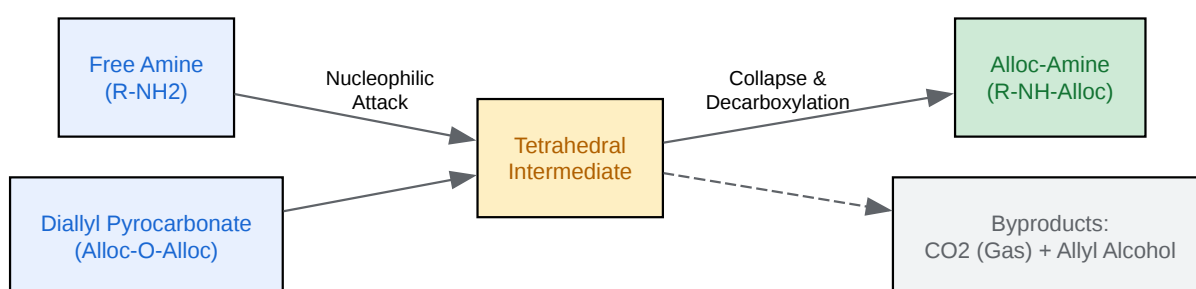 Free Amine
(R-NH2)
Nucleophilic
Attack
Diallyl Pyrocarbonate
(Alloc-O-Alloc)
Tetrahedral
Intermediate
Collapse &
Decarboxylation
Alloc-Amine
(R-NH-Alloc)
Byproducts:
CO2 (Gas) + Allyl Alcohol